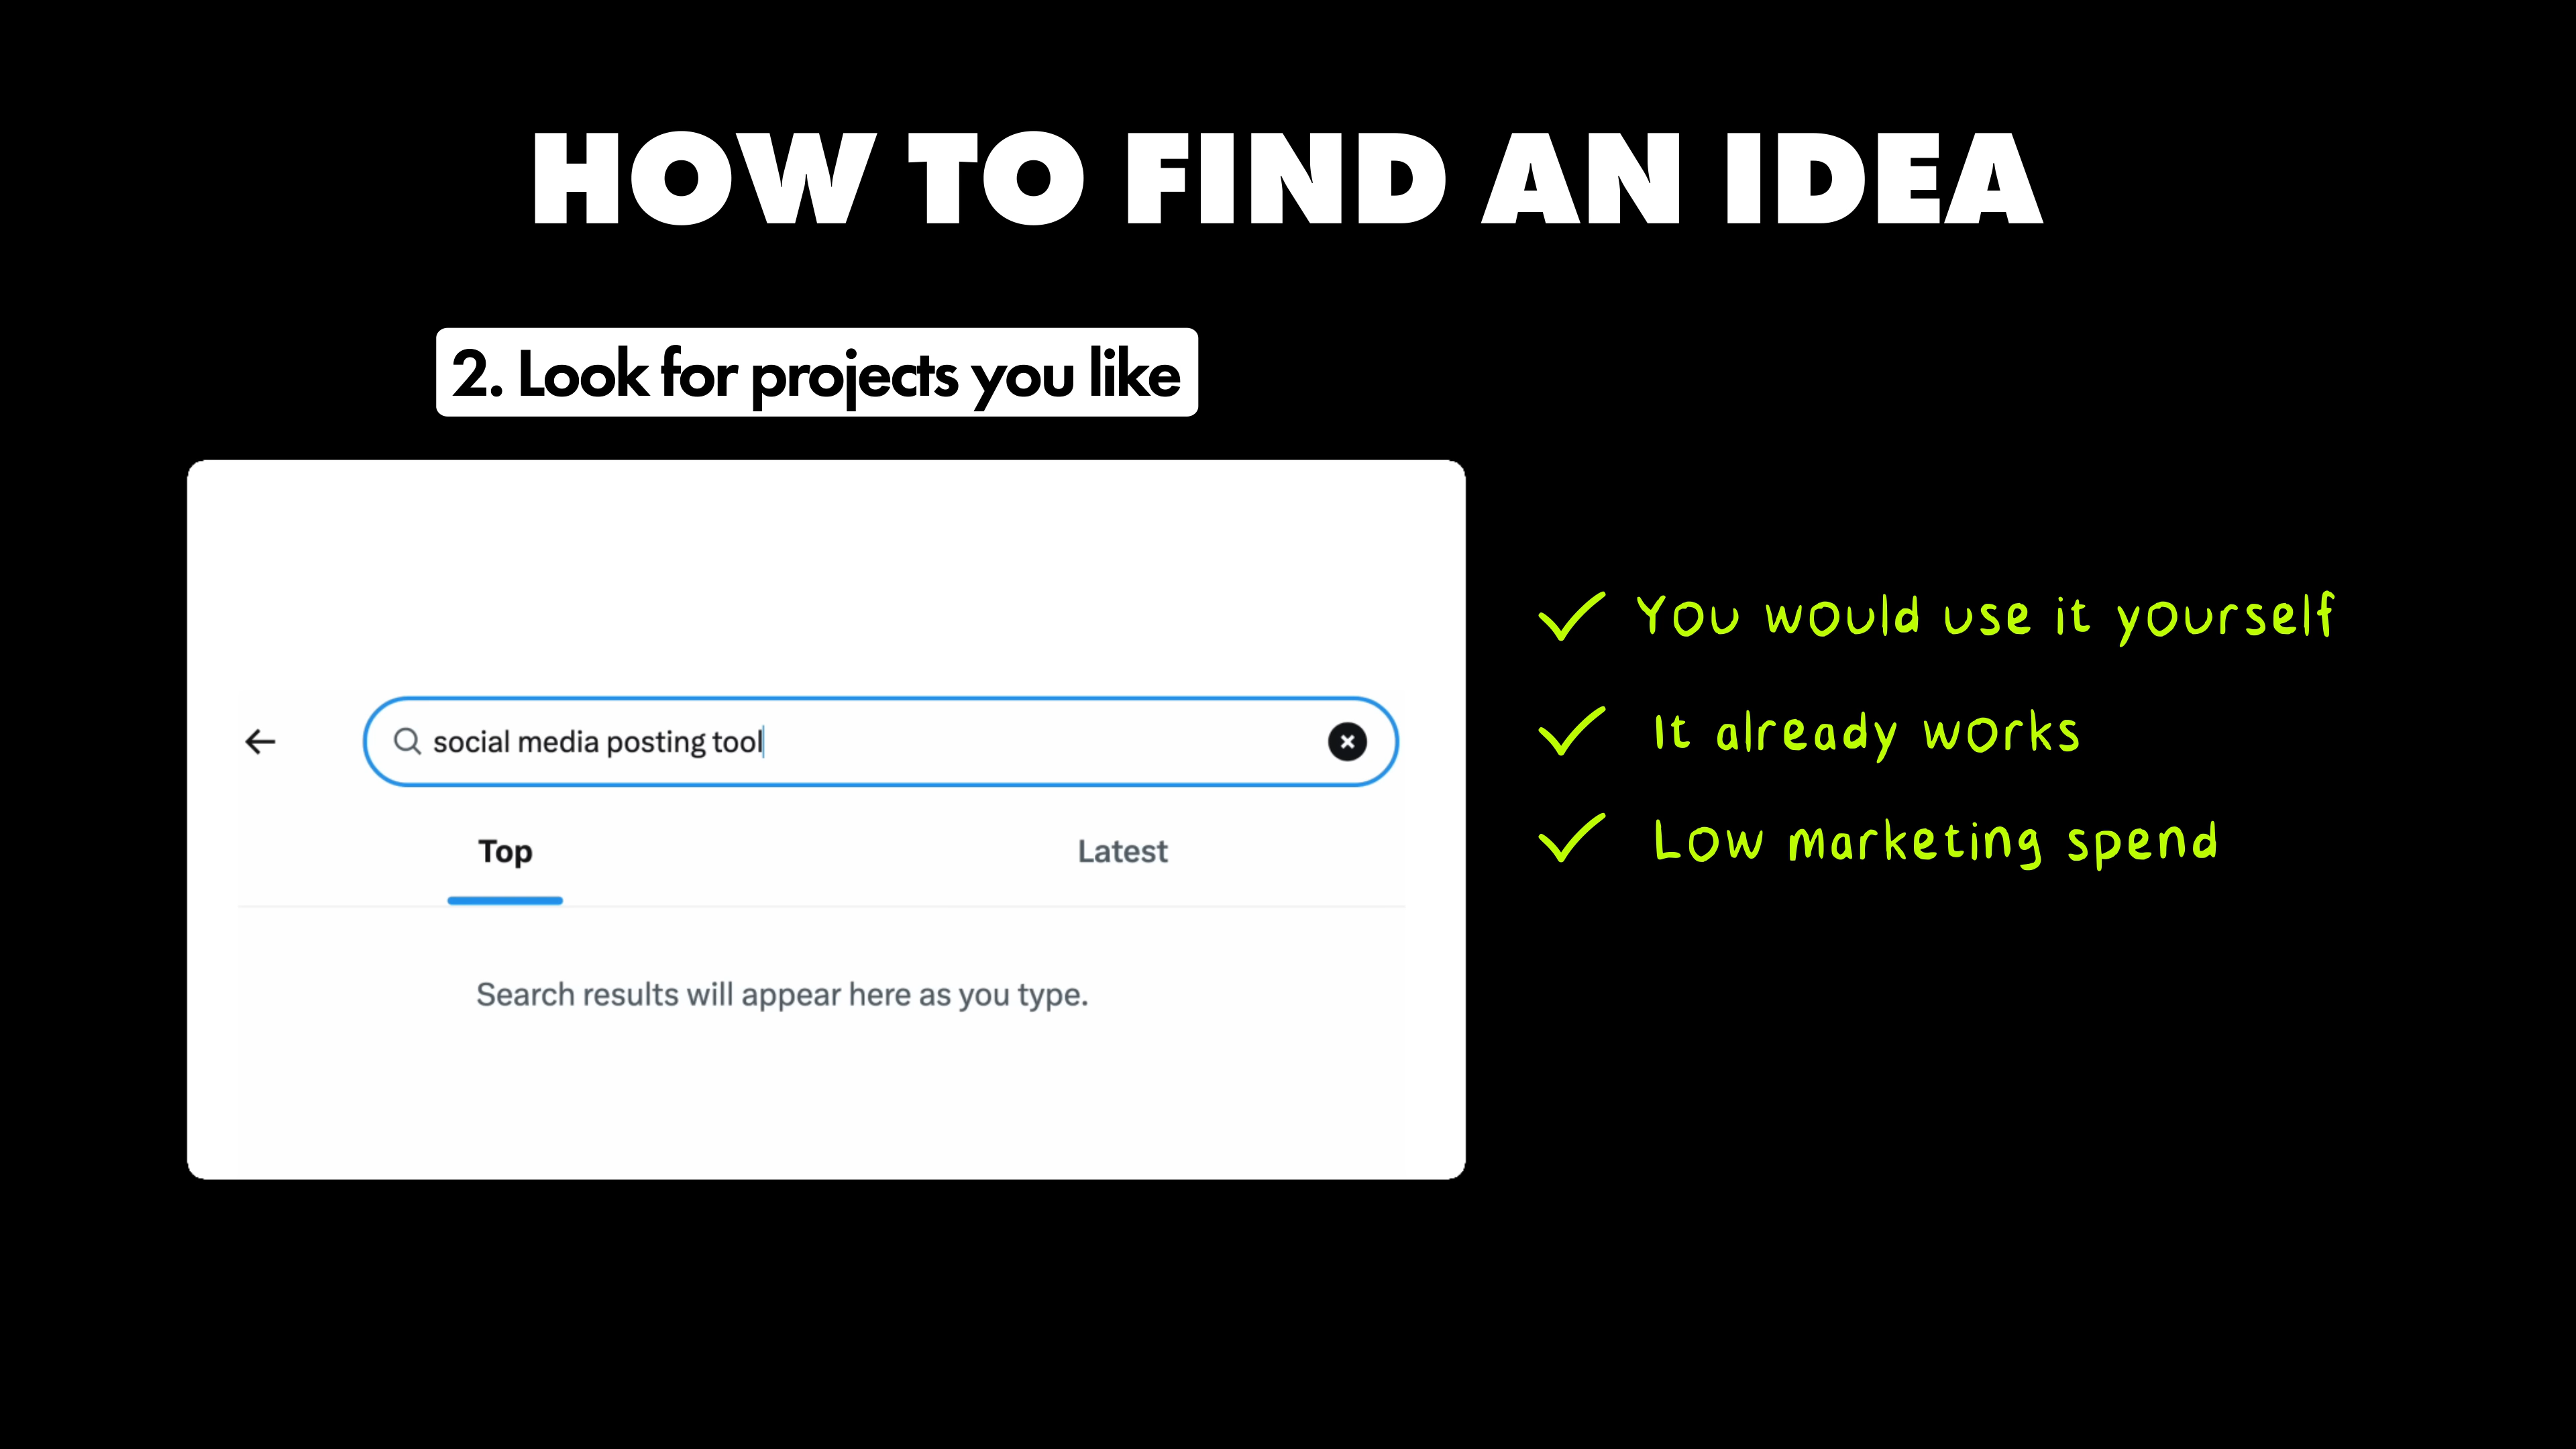 HOW TO FIND AN IDEA
2. Look for projects you like
social media posting tool
Top
Latest
Search results will appear here as you type.
You would use it yourself
It already works
Low marketing spend